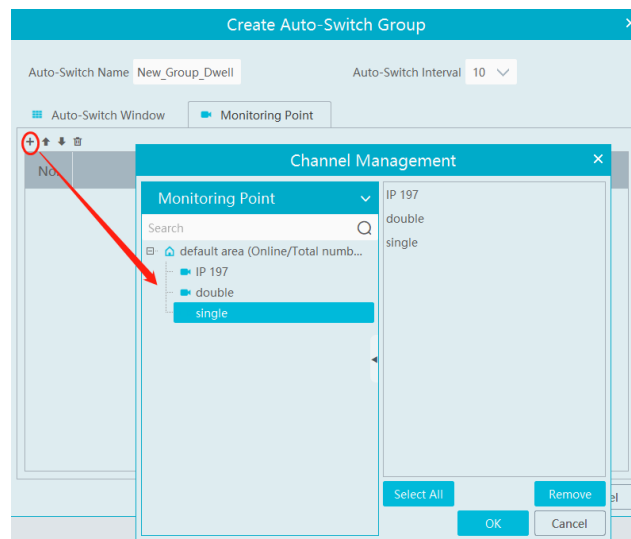 Create Auto-Switch Group
Auto-Switch Name New_Group_Dwell Auto-Switch Interval 10
Auto-Switch Window Monitoring Point
Channel Management
Monitoring Point
Search
default area (Online/Total numb...
IP 197
double
single
IP 197
double
single
Select All Remove
OK Cancel